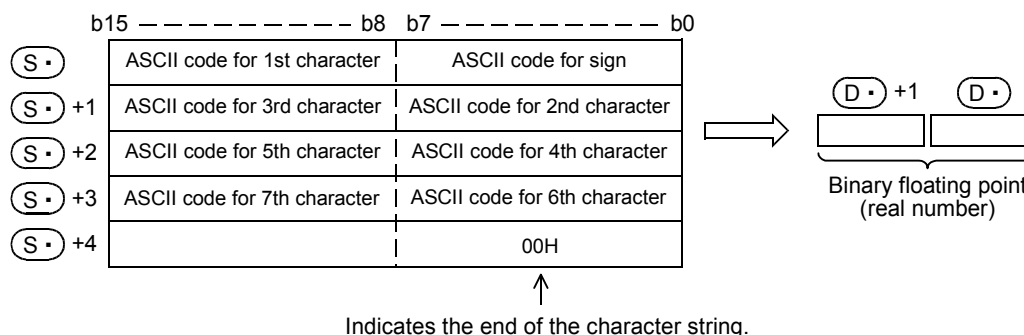 b15 — — — — — — — b8 b7 — — — — — — — b0
S・ ASCII code for 1st character ASCII code for sign
S・ +1 ASCII code for 3rd character ASCII code for 2nd character
S・ +2 ASCII code for 5th character ASCII code for 4th character
S・ +3 ASCII code for 7th character ASCII code for 6th character
S・ +4 00H
Indicates the end of the character string.
D・ +1 D・
Binary floating point
(real number)